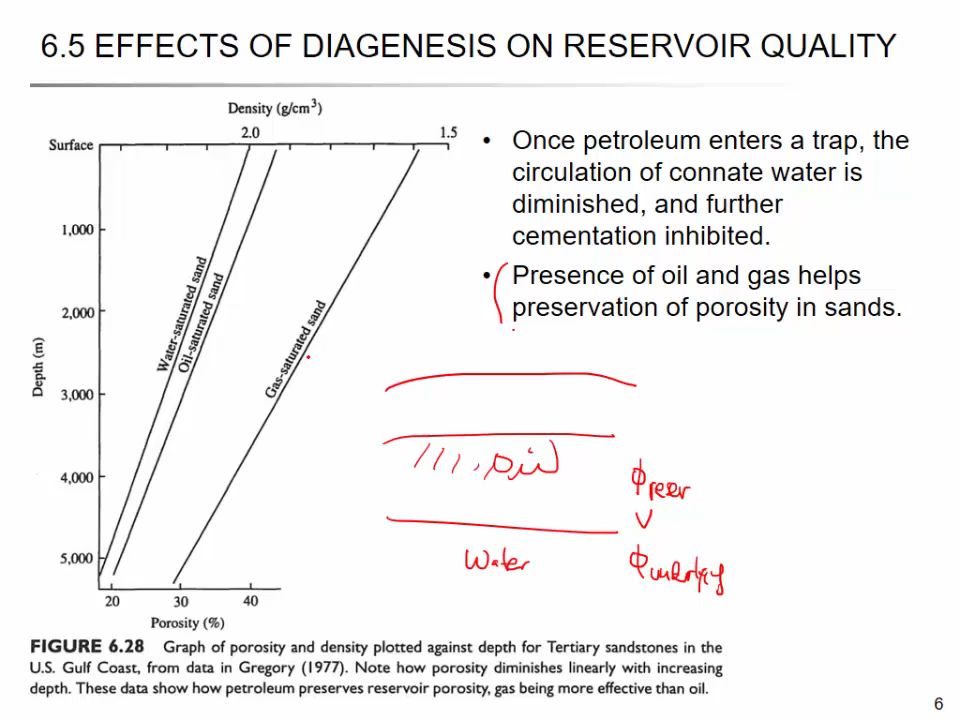 6.5 EFFECTS OF DIAGENESIS ON RESERVOIR QUALITY
Density (g/cm³)
2.0 1.5
Surface
1,000
2,000
3,000
4,000
5,000
Depth (m)
Water-saturated sand
Oil-saturated sand
Gas-saturated sand
20 30 40
Porosity (%)
FIGURE 6.28 Graph of porosity and density plotted against depth for Tertiary sandstones in the
U.S. Gulf Coast, from data in Gregory (1977). Note how porosity diminishes linearly with increasing
depth. These data show how petroleum preserves reservoir porosity, gas being more effective than oil.
• Once petroleum enters a trap, the
circulation of connate water is
diminished, and further
cementation inhibited.
• Presence of oil and gas helps
preservation of porosity in sands.
oil
Water
6